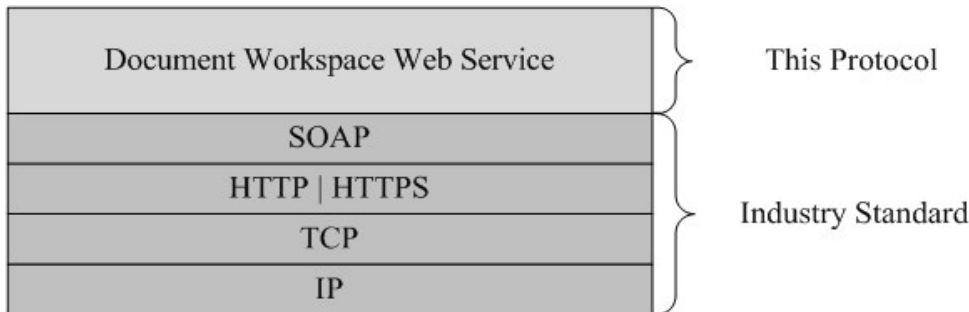 Document Workspace Web Service
This Protocol
SOAP
HTTP | HTTPS
TCP
IP
Industry Standard